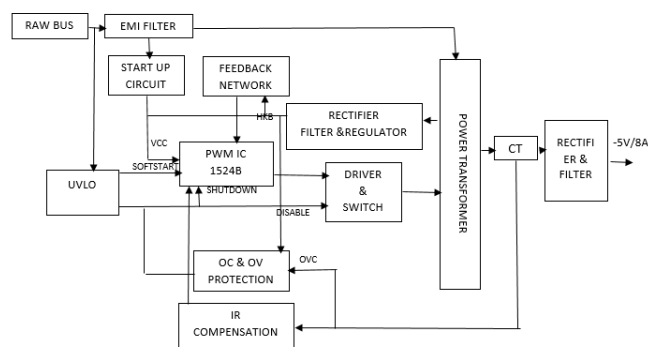 RAW BUS
EMI FILTER
START UP
CIRCUIT
FEEDBACK
NETWORK
HKB
RECTIFIER
FILTER &REGULATOR
POWER TRANSFORMER
CT
RECTIFI
ER &
FILTER
-5V/8A
VCC
SOFTSTART
PWM IC
1524B
SHUTDOWN
UVLO
DISABLE
DRIVER
&
SWITCH
OC & OV
PROTECTION
OVC
IR
COMPENSATION